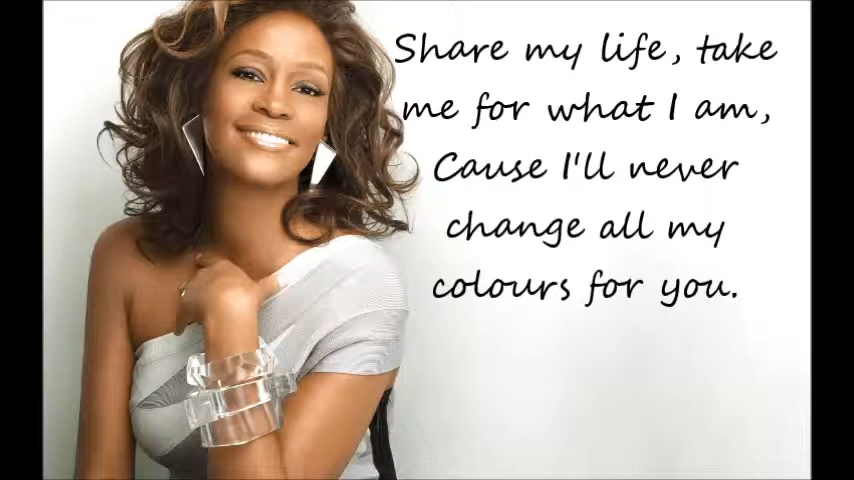 Share my life, take
me for what I am,
Cause I'll never
change all my
colours for you.